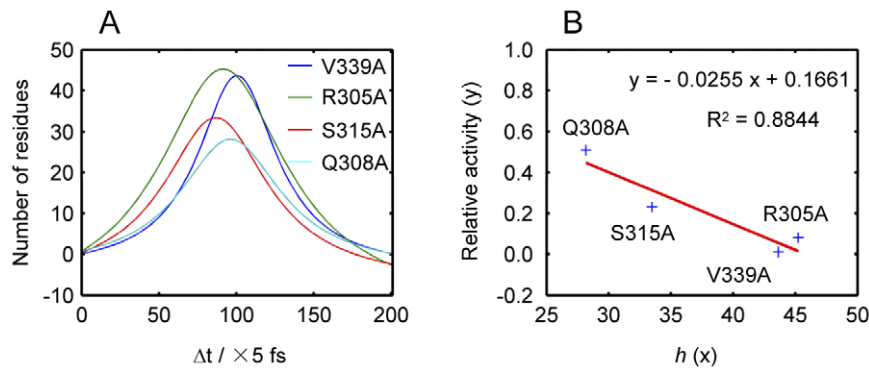 A
50
40
30
20
10
0
-10
Number of residues
V339A
R305A
S315A
Q308A
0 50 100 150 200
Δt / ×5 fs
B
1.0
0.8
0.6
0.4
0.2
0.0
-0.2
Relative activity (y)
y = - 0.0255 x + 0.1661
R² = 0.8844
Q308A
S315A
R305A
V339A
25 30 35 40 45 50
h (x)